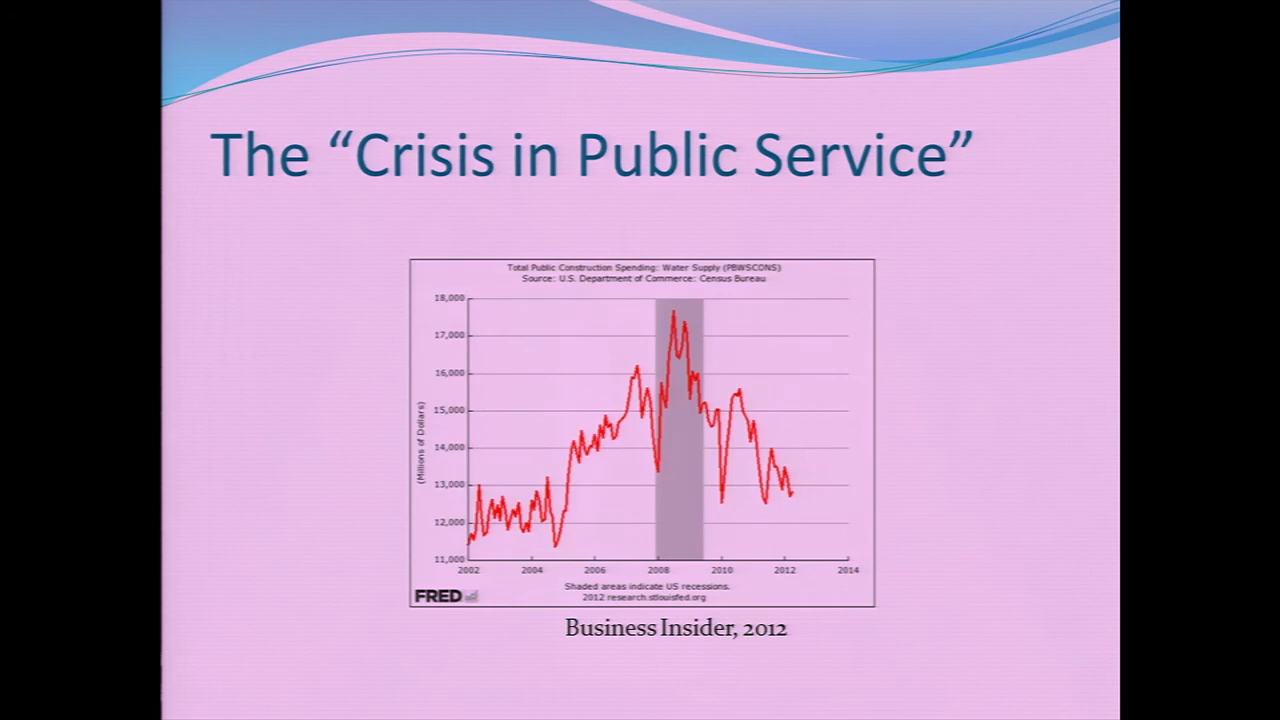 The “Crisis in Public Service”
Total Public Construction Spending: Water Supply (PBWSCONS)
Source: U.S. Department of Commerce: Census Bureau
18,000
17,000
16,000
15,000
14,000
13,000
12,000
11,000
(Millions of Dollars)
2002 2004 2006 2008 2010 2012 2014
Shaded areas indicate US recessions.
2012 research.stlouisfed.org
FRED
Business Insider, 2012